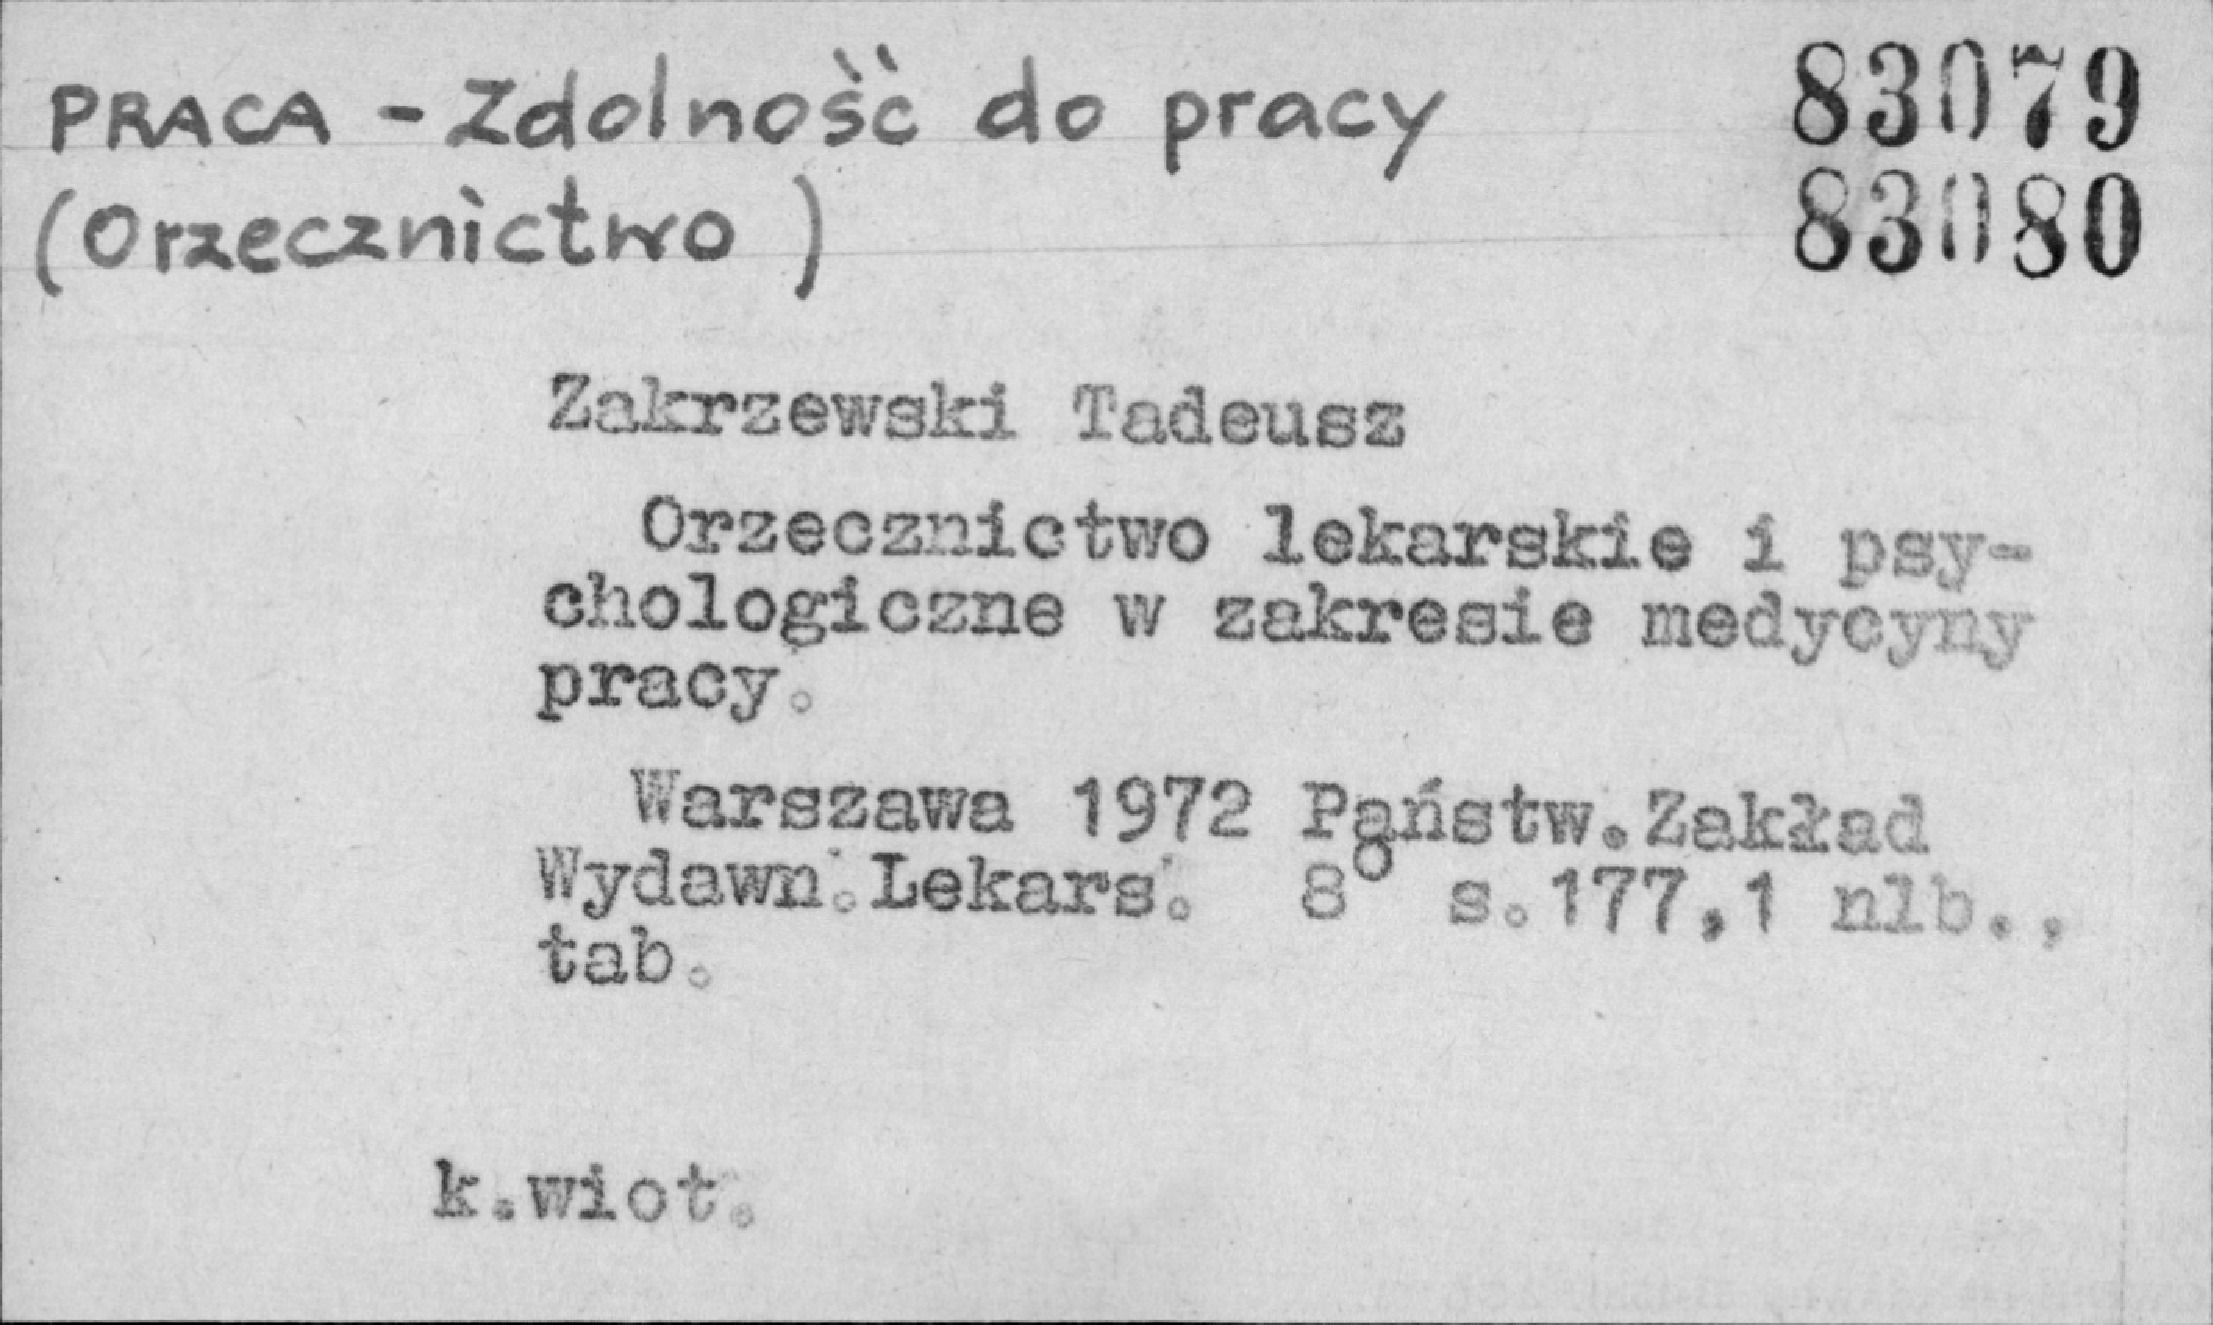 PRACA - Zdolność do pracy
(Orzecznictwo)
83079
83080
Zakrzewski Tadeusz
Orzecznictwo lekarskie i psy-
chologiczne w zakresie medycyny
pracy.
Warszawa 1972 Państw.Zakład
Wydawn.Lekars. 8° s.177,1 nlb.,
tab.
k.wiot.